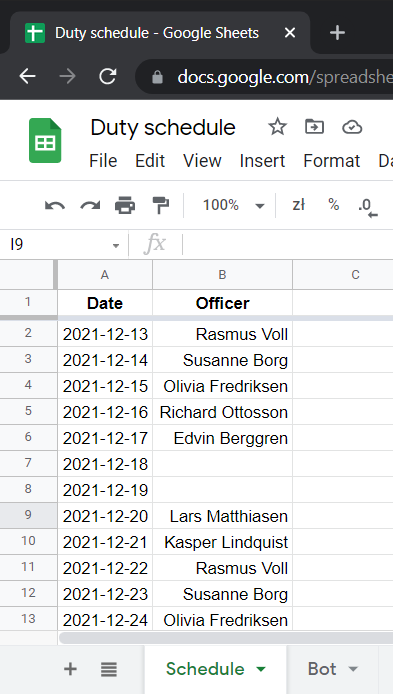 Duty schedule - Google Sheets
docs.google.com/spreadshe
Duty schedule
File Edit View Insert Format Da
100% zł % .0
I9 fx
A B C
1 Date Officer
2 2021-12-13 Rasmus Voll
3 2021-12-14 Susanne Borg
4 2021-12-15 Olivia Fredriksen
5 2021-12-16 Richard Ottosson
6 2021-12-17 Edvin Berggren
7 2021-12-18
8 2021-12-19
9 2021-12-20 Lars Matthiasen
10 2021-12-21 Kasper Lindquist
11 2021-12-22 Rasmus Voll
12 2021-12-23 Susanne Borg
13 2021-12-24 Olivia Fredriksen
Schedule Bot